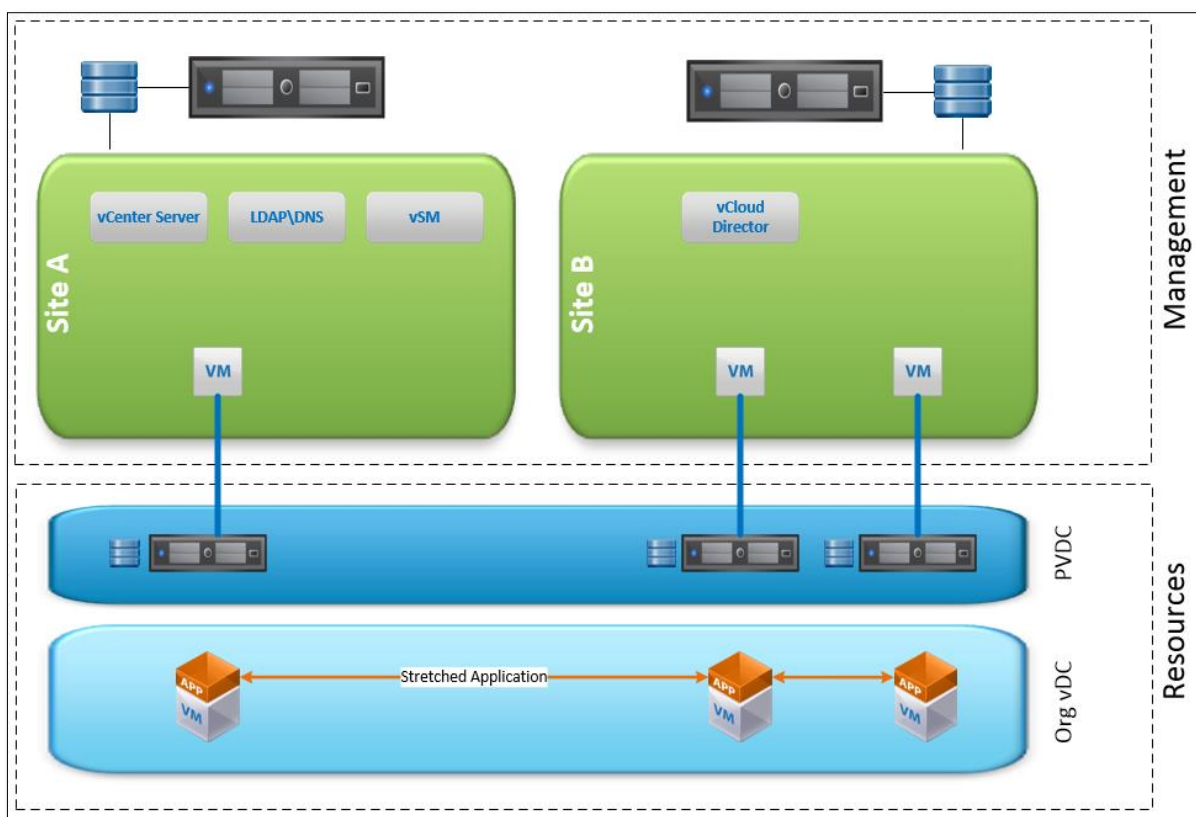 Management
Site A
vCenter Server
LDAP\DNS
vSM
VM
Site B
vCloud
Director
VM
VM
Resources
PVDC
Org vDC
APP
VM
Stretched Application
APP
VM
APP
VM